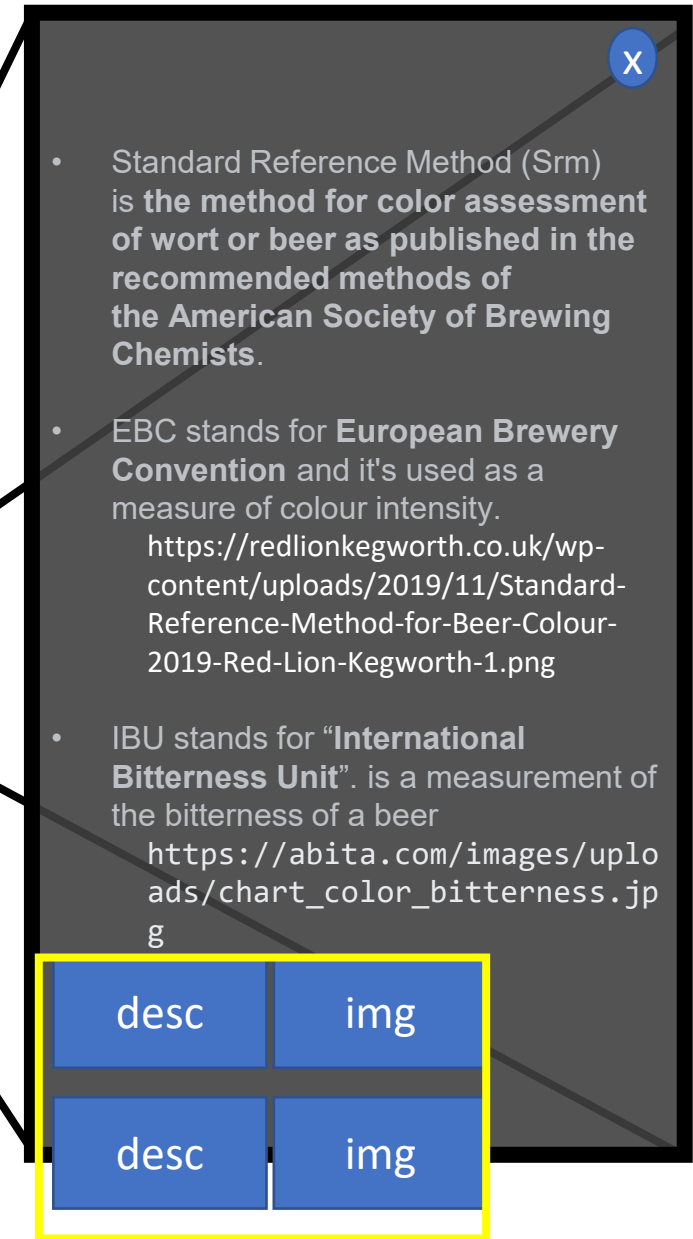 x
• Standard Reference Method (Srm)
is the method for color assessment
of wort or beer as published in the
recommended methods of
the American Society of Brewing
Chemists.
• EBC stands for European Brewery
Convention and it's used as a
measure of colour intensity.
https://redlionkegworth.co.uk/wp-
content/uploads/2019/11/Standard-
Reference-Method-for-Beer-Colour-
2019-Red-Lion-Kegworth-1.png
• IBU stands for “International
Bitterness Unit”. is a measurement of
the bitterness of a beer
https://abita.com/images/uplo
ads/chart_color_bitterness.jp
g
desc img
desc img